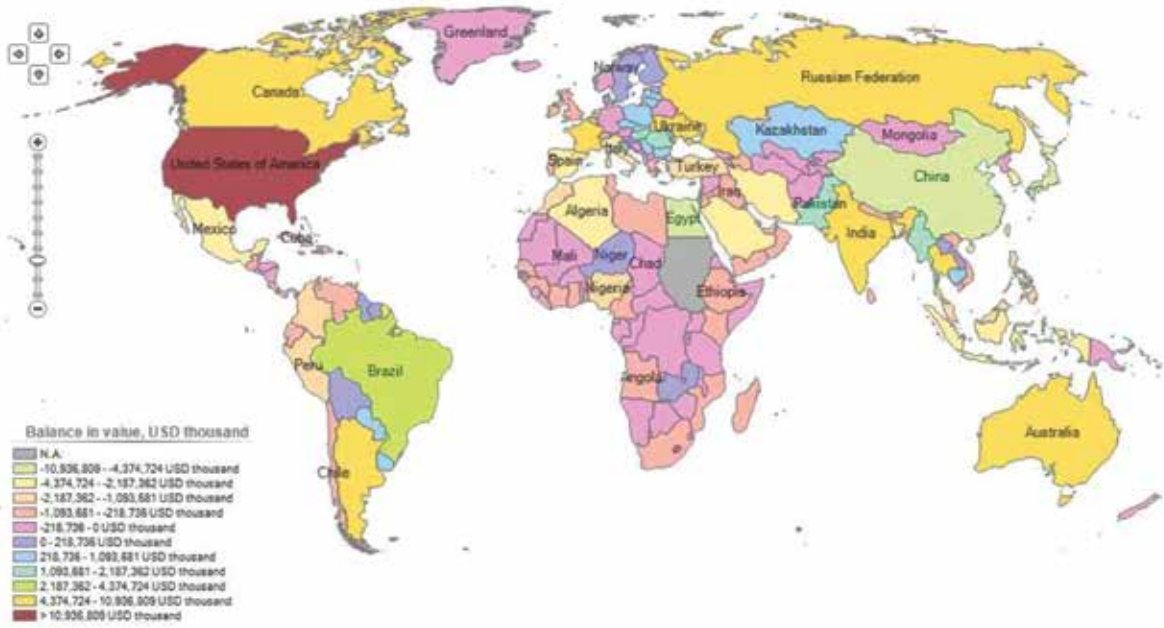 Greenland
Norway
Russian Federation
Canada
Ukraine
Kazakhstan
Mongolia
Italy
United States of America
Spain
Turkey
China
Iraq
Pakistan
Algeria
Egypt
India
Mexico
Cuba
Mali
Niger
Chad
Nigeria
Ethiopia
Peru
Brazil
Angola
Australia
Chile
Balance in value, USD thousand
N.A.
-10,936,809 - -4,374,724 USD thousand
-4,374,724 - -2,187,362 USD thousand
-2,187,362 - -1,093,681 USD thousand
-1,093,681 - -218,736 USD thousand
-218,736 - 0 USD thousand
0 - 218,736 USD thousand
218,736 - 1,093,681 USD thousand
1,093,681 - 2,187,362 USD thousand
2,187,362 - 4,374,724 USD thousand
4,374,724 - 10,936,809 USD thousand
> 10,936,809 USD thousand